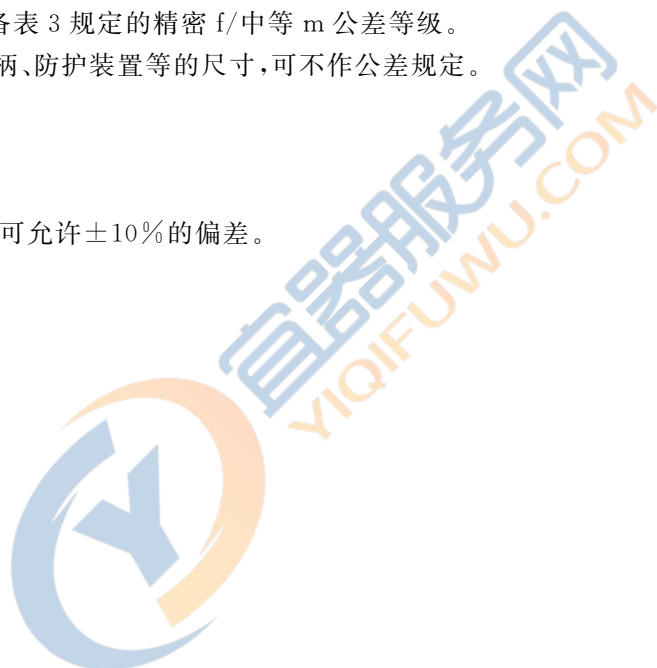 各表 3 规定的精密 f/中等 m 公差等级。
柄、防护装置等的尺寸,可不作公差规定。
可允许±10%的偏差。
宜器服务网
YIQIFUWU.COM